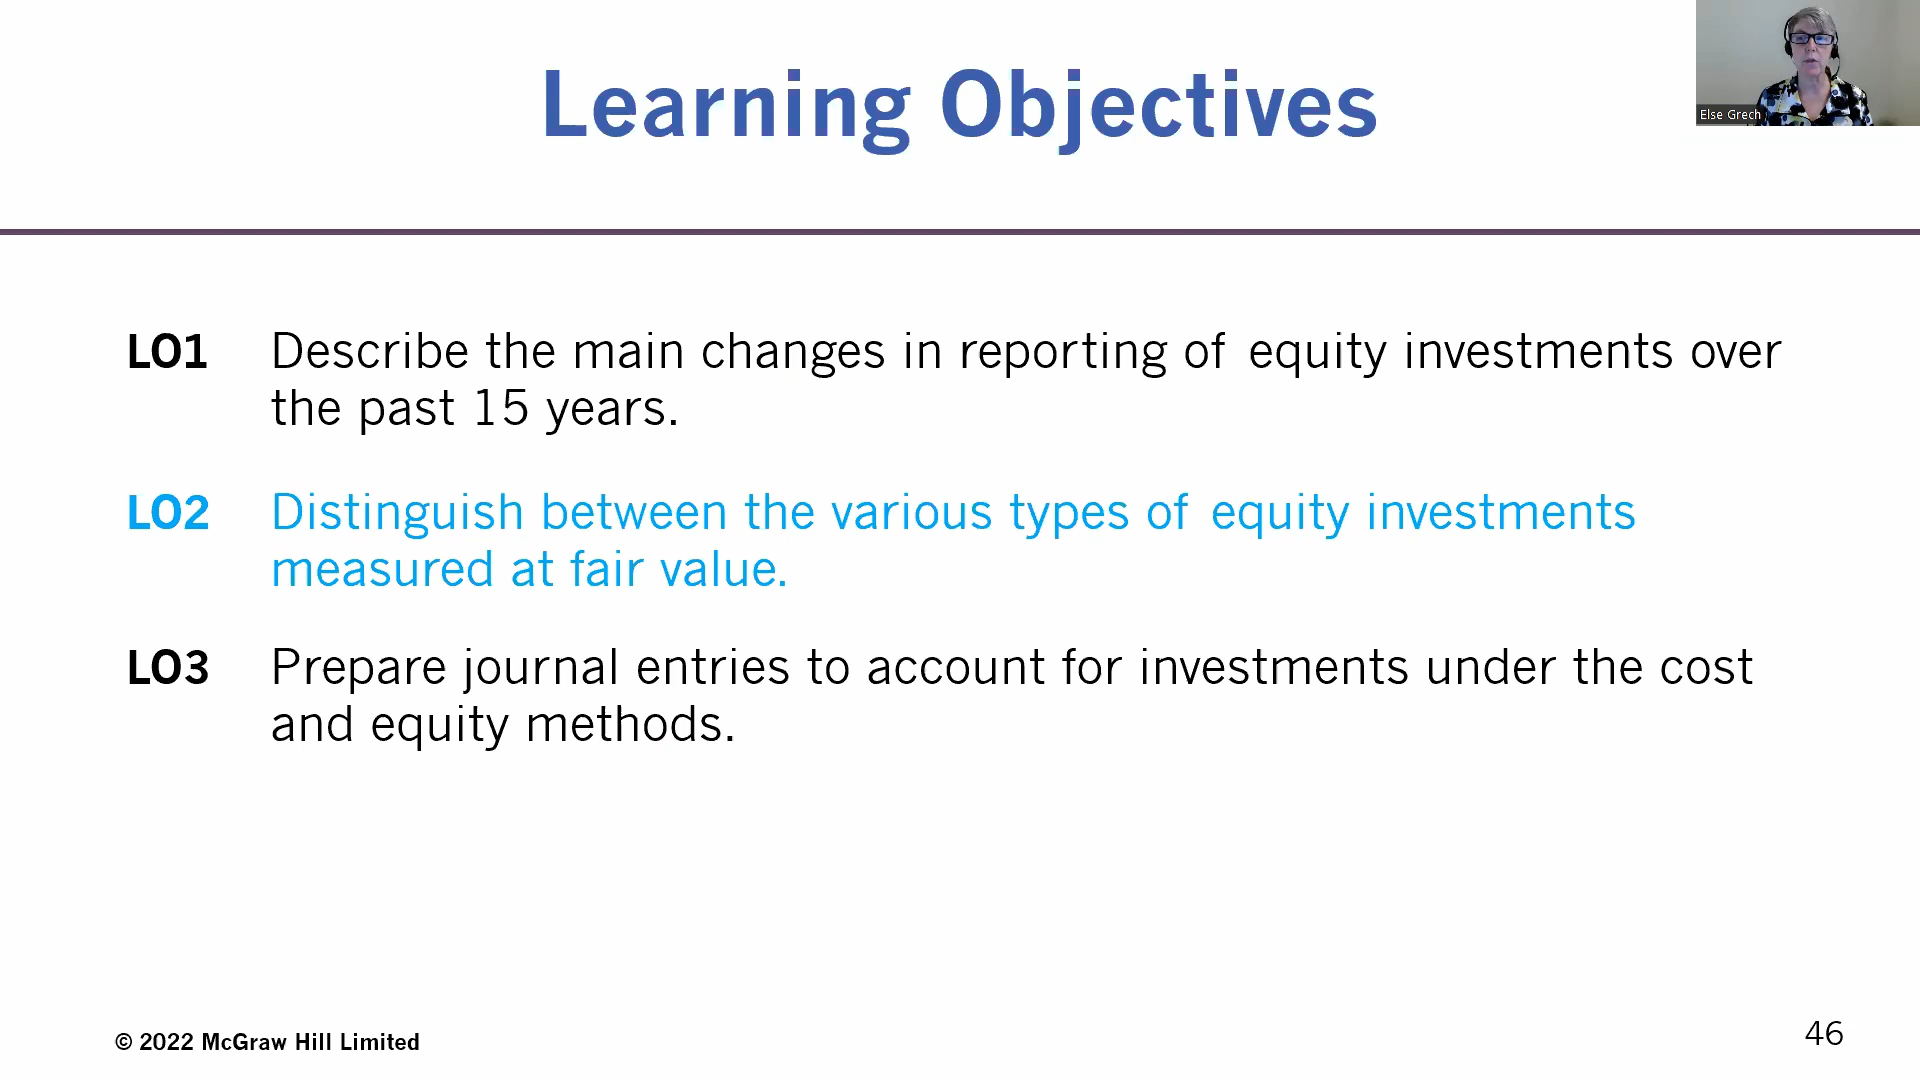 Learning Objectives
Else Grech
LO1 Describe the main changes in reporting of equity investments over
the past 15 years.
LO2 Distinguish between the various types of equity investments
measured at fair value.
LO3 Prepare journal entries to account for investments under the cost
and equity methods.
© 2022 McGraw Hill Limited
46